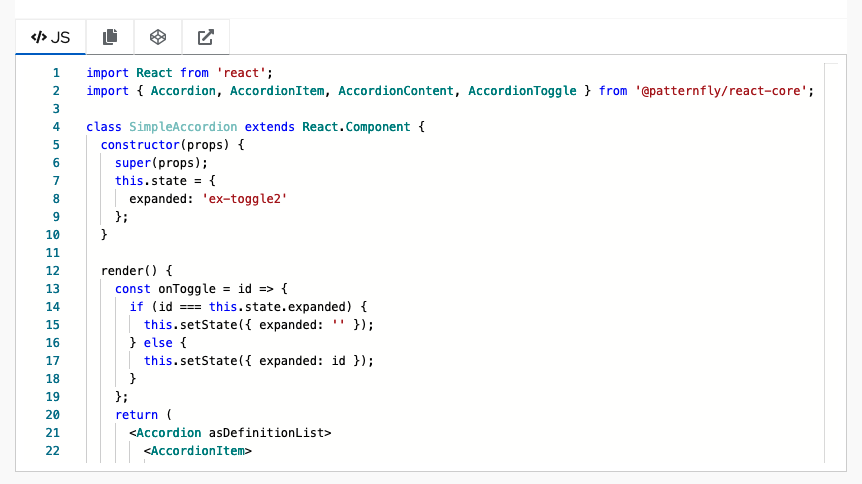 </> JS
1 import React from 'react';
2 import { Accordion, AccordionItem, AccordionContent, AccordionToggle } from '@patternfly/react-core';
3
4 class SimpleAccordion extends React.Component {
5   constructor(props) {
6     super(props);
7     this.state = {
8       expanded: 'ex-toggle2'
9     };
10   }
11
12   render() {
13     const onToggle = id => {
14       if (id === this.state.expanded) {
15         this.setState({ expanded: '' });
16       } else {
17         this.setState({ expanded: id });
18       }
19     };
20     return (
21       <Accordion asDefinitionList>
22         <AccordionItem>